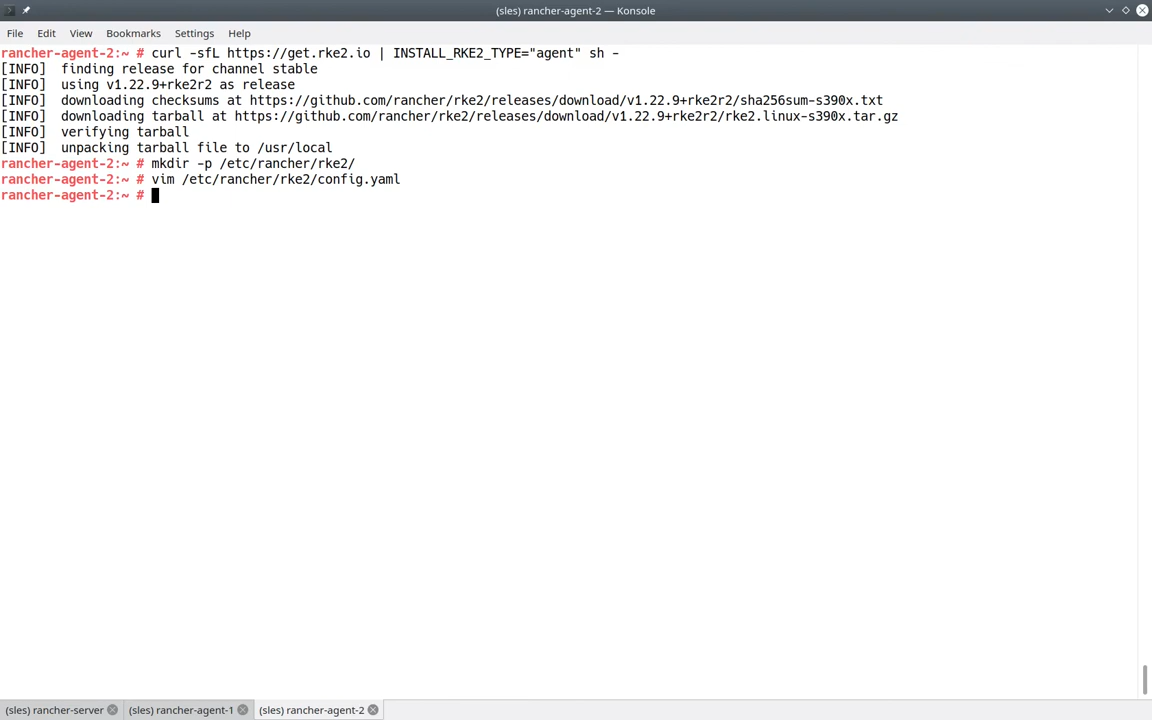 (sles) rancher-agent-2 — Konsole
File Edit View Bookmarks Settings Help
rancher-agent-2:~ # curl -sfL https://get.rke2.io | INSTALL_RKE2_TYPE="agent" sh -
[INFO]  finding release for channel stable
[INFO]  using v1.22.9+rke2r2 as release
[INFO]  downloading checksums at https://github.com/rancher/rke2/releases/download/v1.22.9+rke2r2/sha256sum-s390x.txt
[INFO]  downloading tarball at https://github.com/rancher/rke2/releases/download/v1.22.9+rke2r2/rke2.linux-s390x.tar.gz
[INFO]  verifying tarball
[INFO]  unpacking tarball file to /usr/local
rancher-agent-2:~ # mkdir -p /etc/rancher/rke2/
rancher-agent-2:~ # vim /etc/rancher/rke2/config.yaml
rancher-agent-2:~ #
(sles) rancher-server (sles) rancher-agent-1 (sles) rancher-agent-2